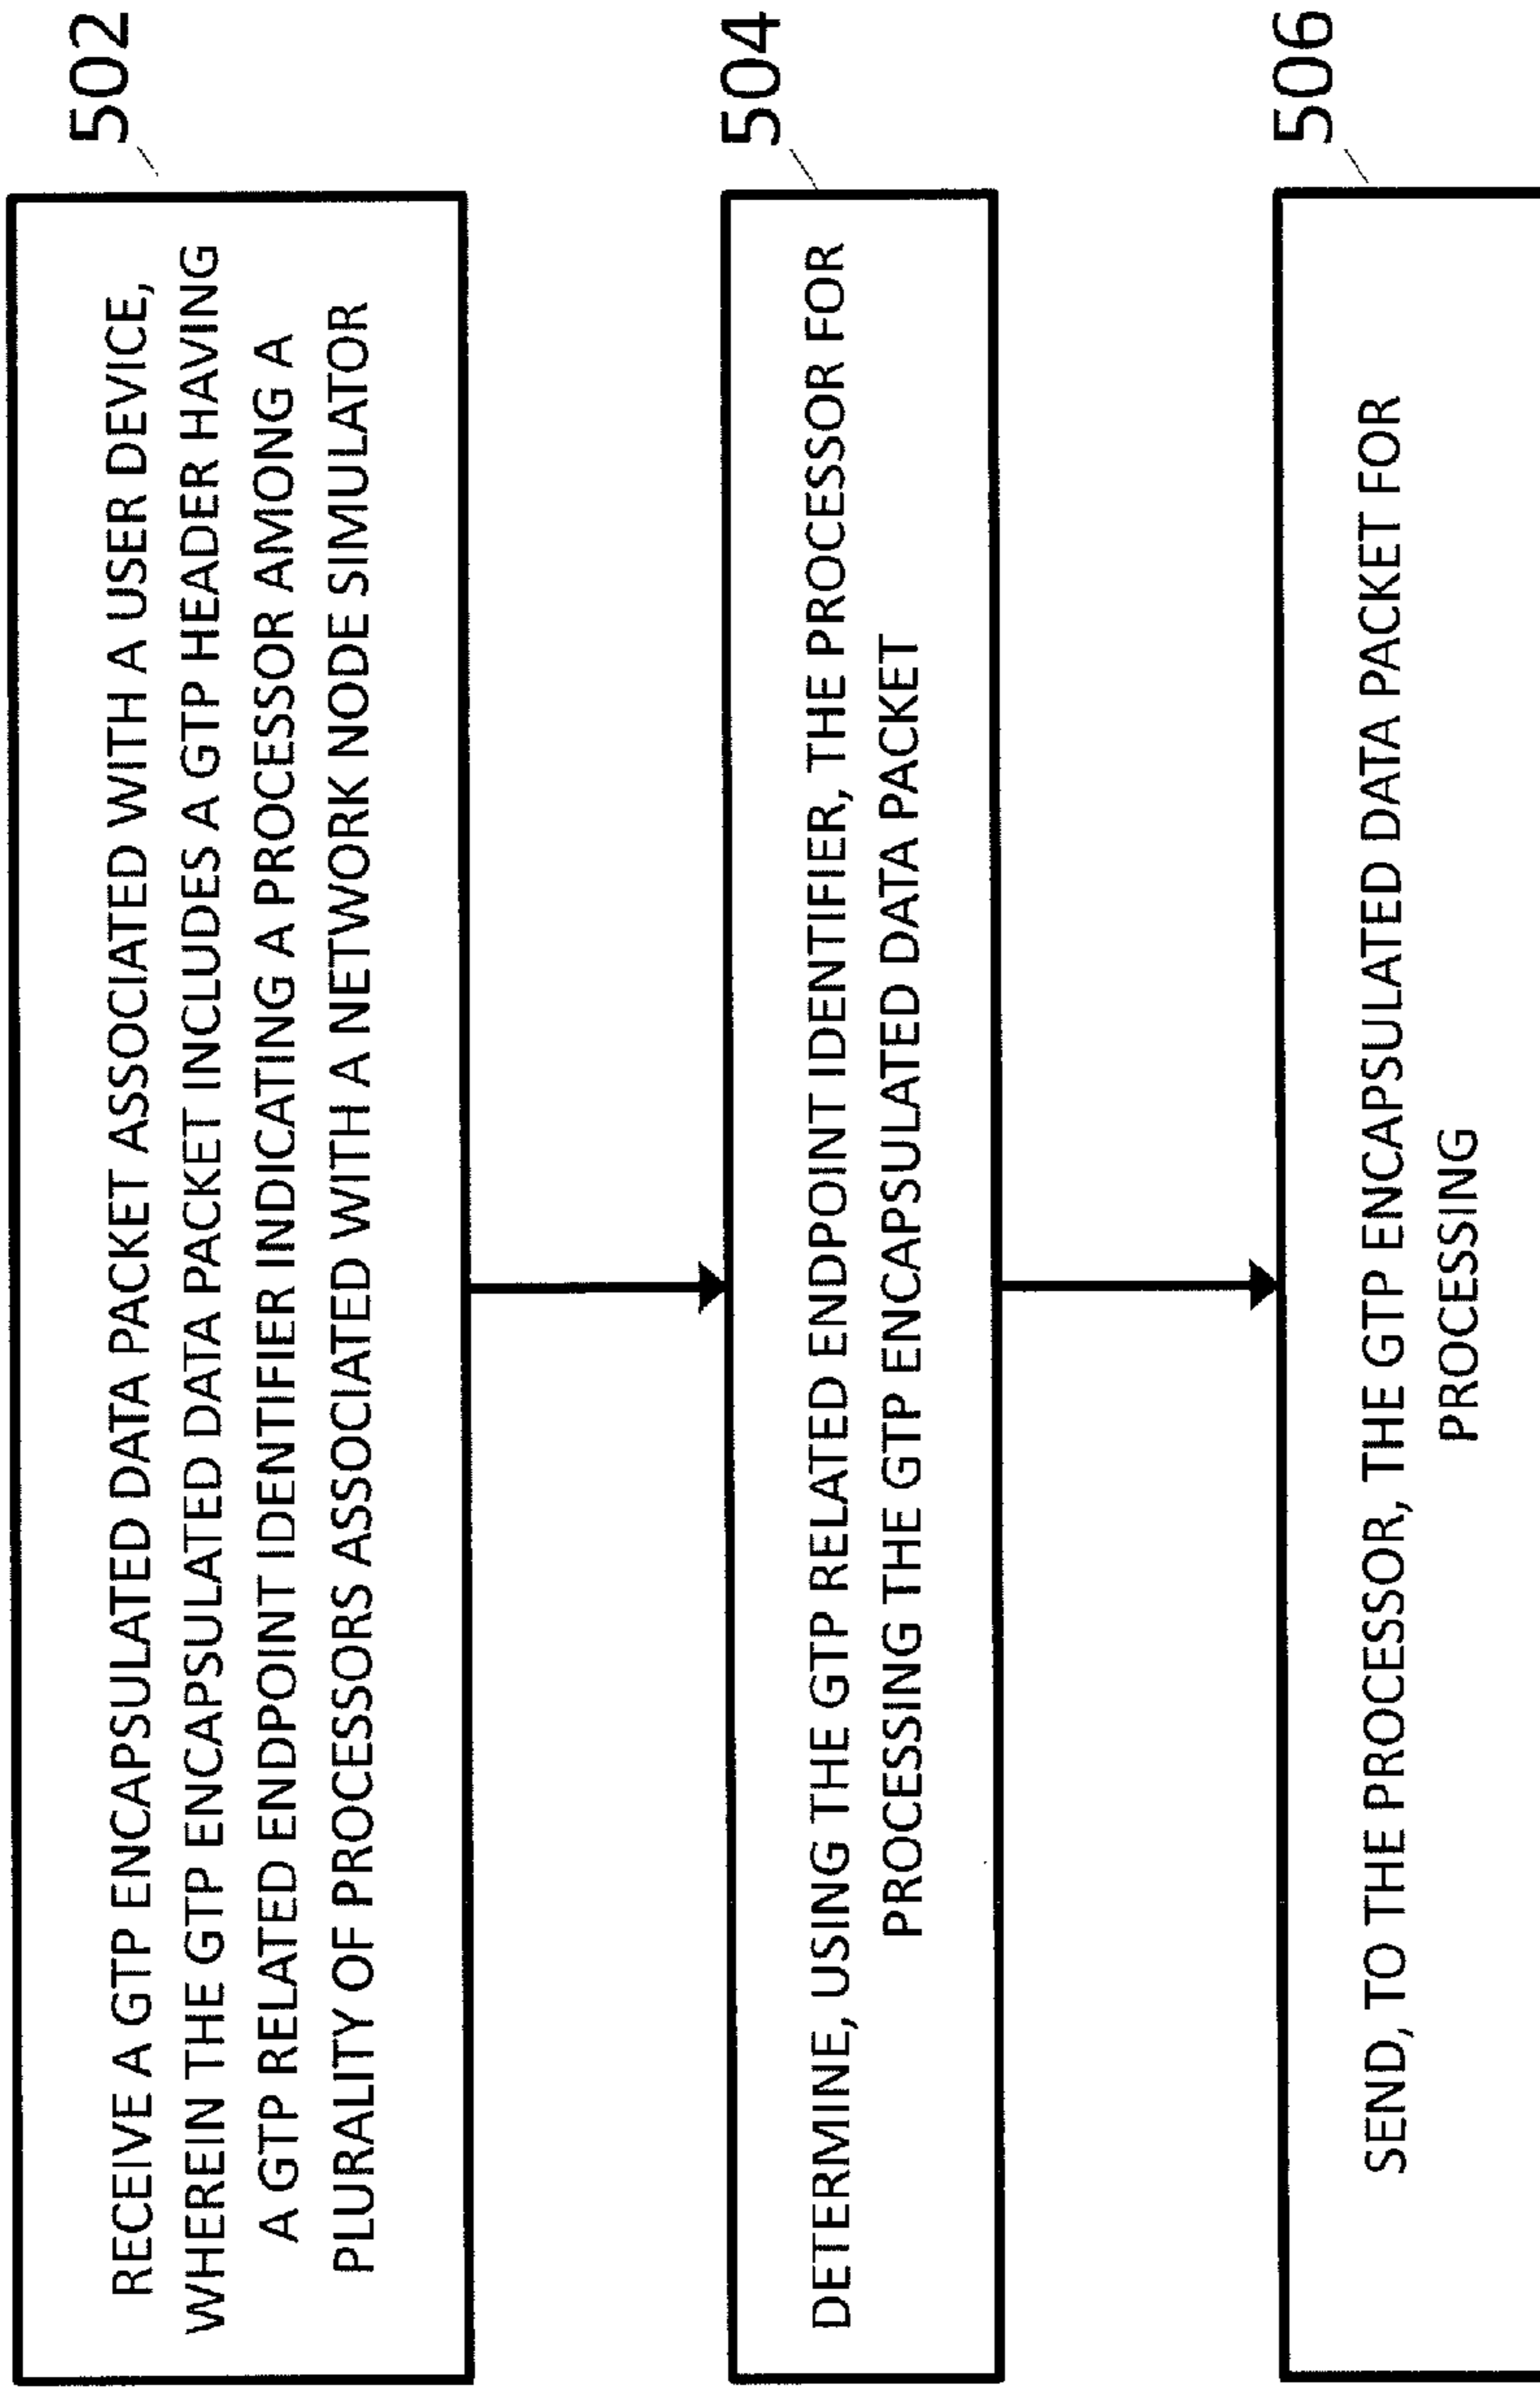 502
RECEIVE A GTP ENCAPSULATED DATA PACKET ASSOCIATED WITH A USER DEVICE,
WHEREIN THE GTP ENCAPSULATED DATA PACKET INCLUDES A GTP HEADER HAVING
A GTP RELATED ENDPOINT IDENTIFIER INDICATING A PROCESSOR AMONG A
PLURALITY OF PROCESSORS ASSOCIATED WITH A NETWORK NODE SIMULATOR
504
DETERMINE, USING THE GTP RELATED ENDPOINT IDENTIFIER, THE PROCESSOR FOR
PROCESSING THE GTP ENCAPSULATED DATA PACKET
506
SEND, TO THE PROCESSOR, THE GTP ENCAPSULATED DATA PACKET FOR
PROCESSING